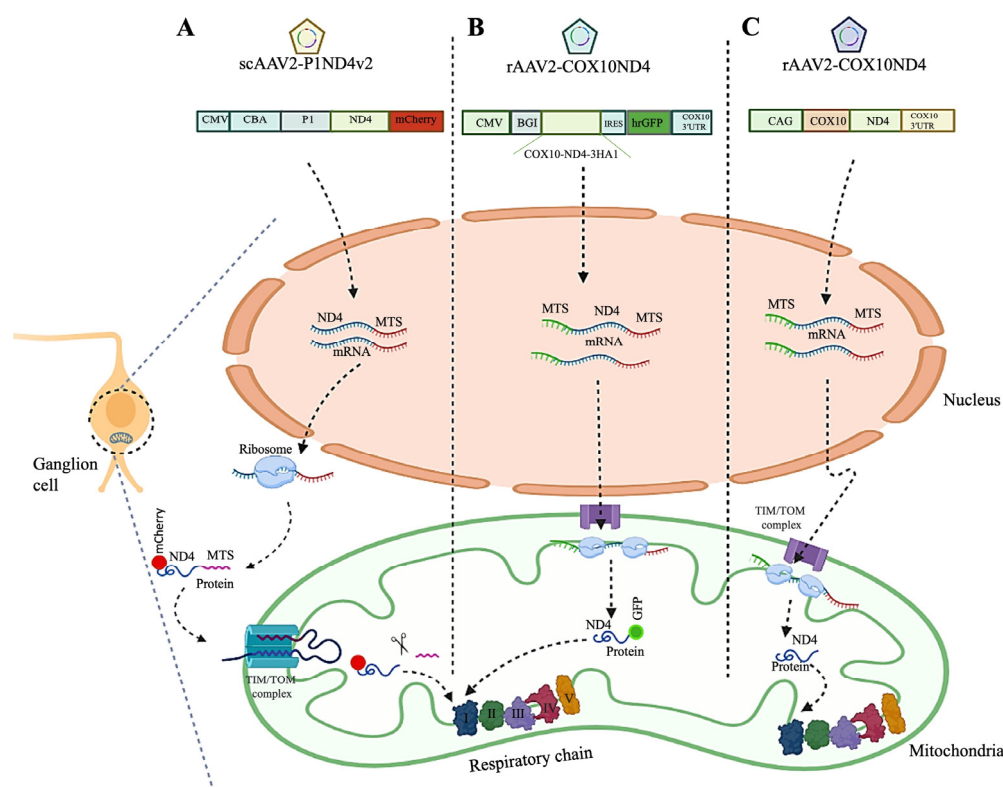 A
B
C
scAAV2-P1ND4v2
rAAV2-COX10ND4
rAAV2-COX10ND4
CMV
CBA
P1
ND4
mCherry
CMV
BGI
IRES
hrGFP
COX10
3'UTR
COX10-ND4-3HA1
CAG
COX10
ND4
COX10
3'UTR
ND4
MTS
mRNA
MTS
ND4
MTS
mRNA
MTS
MTS
mRNA
Nucleus
Ganglion
cell
Ribosome
mCherry
ND4
MTS
Protein
TIM/TOM
complex
TIM/TOM
complex
ND4
GFP
Protein
ND4
Protein
I
II
III
IV
V
Respiratory chain
Mitochondria